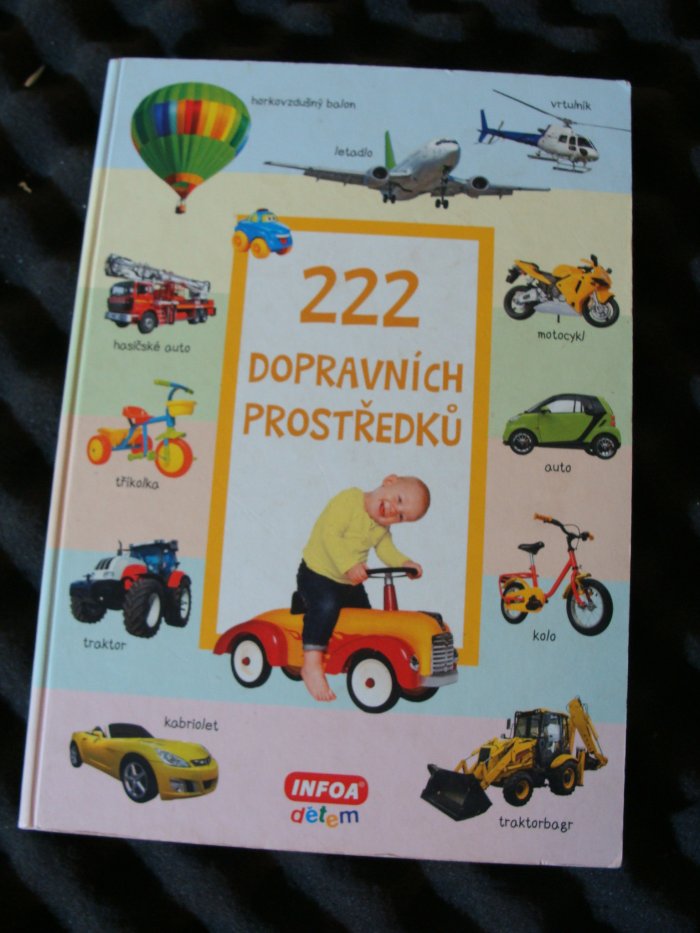 horkovzdušný balon
vrtulník
letadlo
222
DOPRAVNÍCH
PROSTŘEDKŮ
hasičské auto
motocykl
auto
tříkolka
kolo
traktor
kabriolet
INFOA®
dětem
traktorbagr